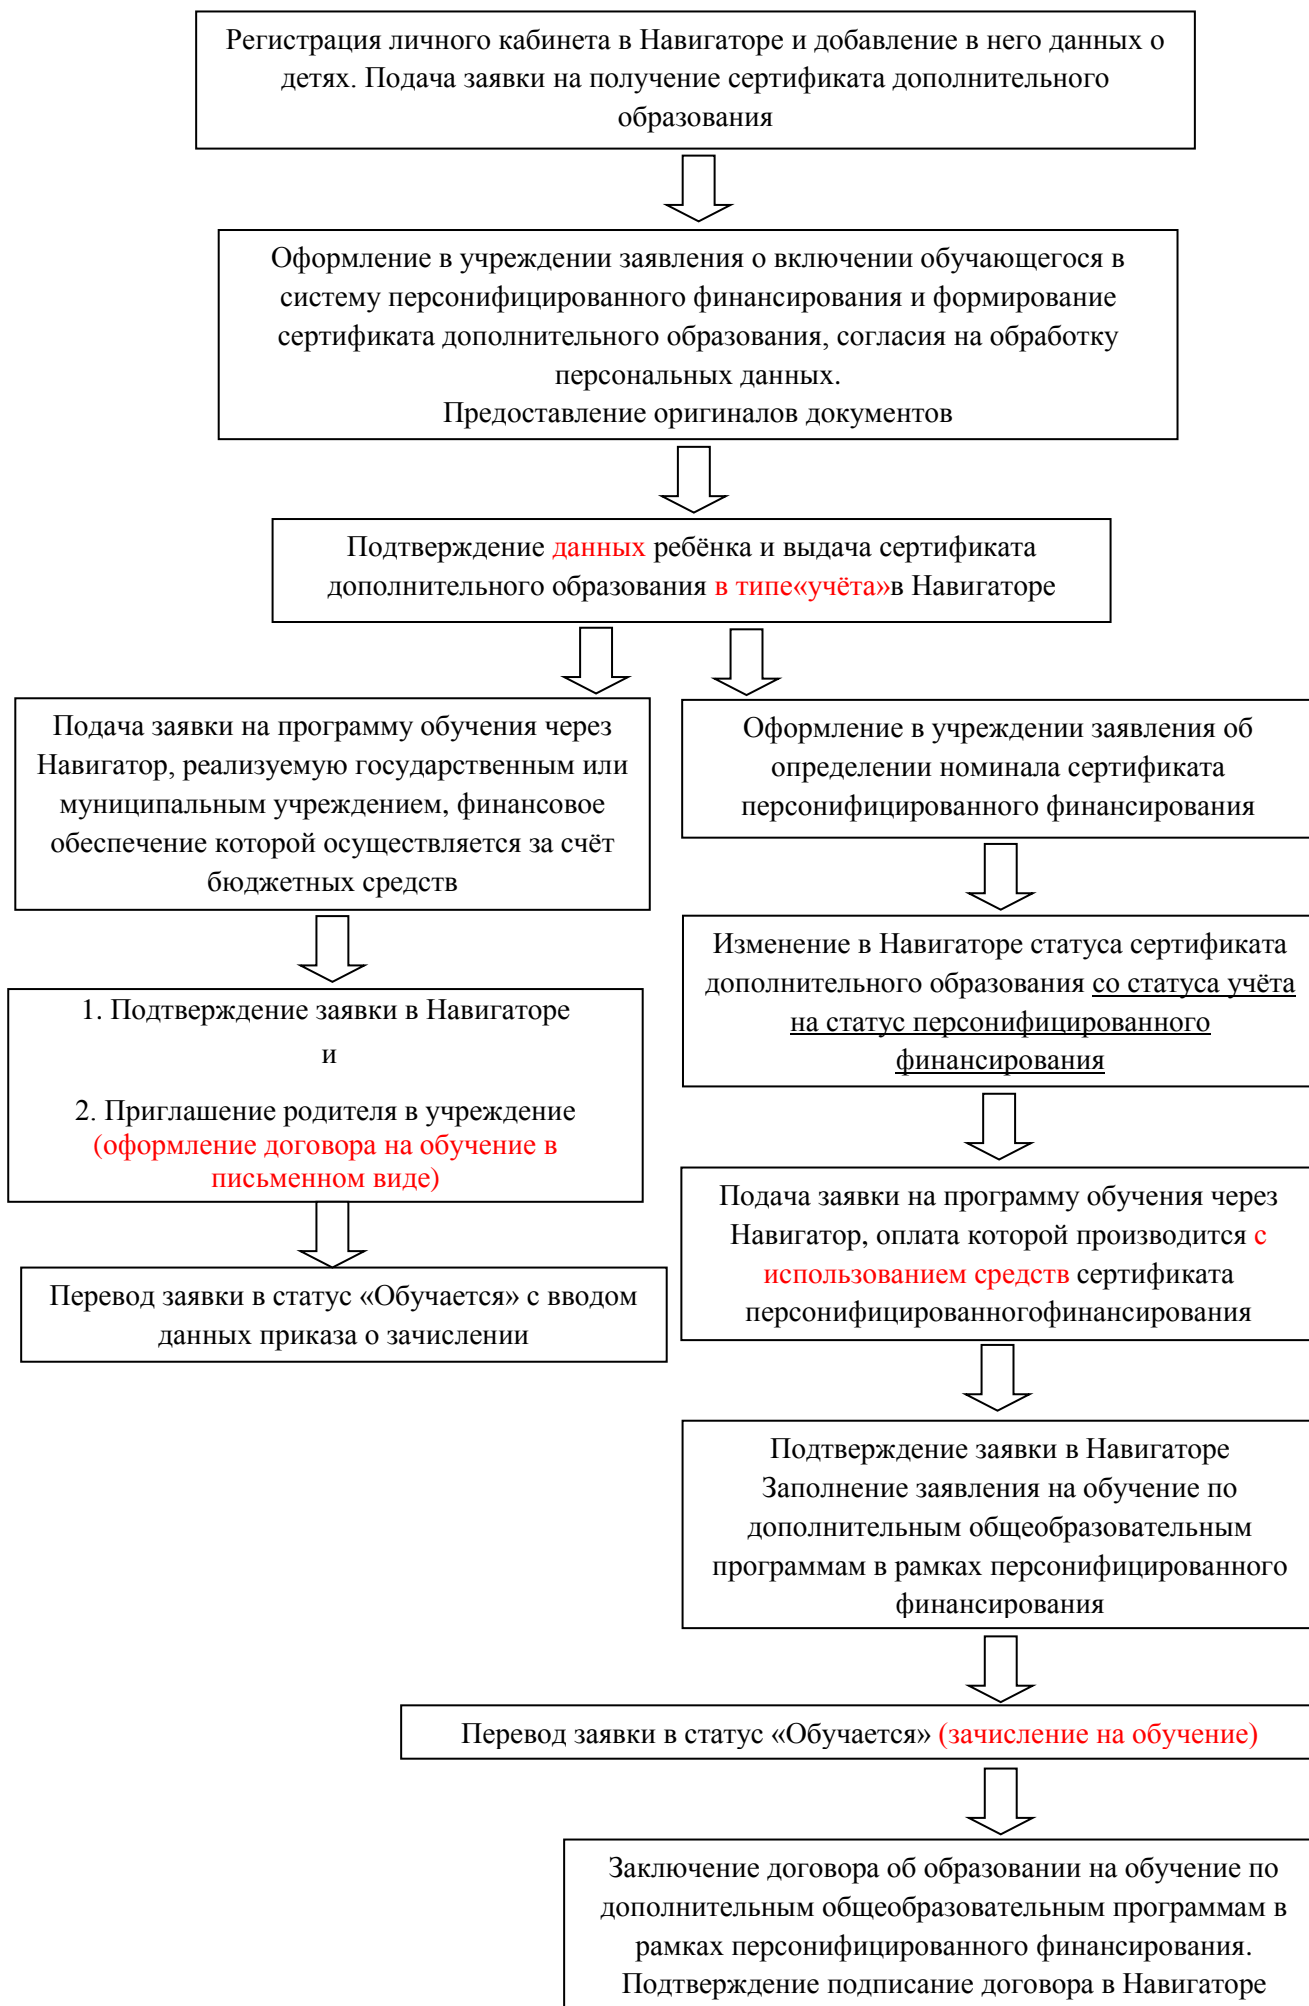 Регистрация личного кабинета в Навигаторе и добавление в него данных о
детях. Подача заявки на получение сертификата дополнительного
образования
Оформление в учреждении заявления о включении обучающегося в
систему персонифицированного финансирования и формирование
сертификата дополнительного образования, согласия на обработку
персональных данных.
Предоставление оригиналов документов
Подтверждение данных ребёнка и выдача сертификата
дополнительного образования в типе«учёта»в Навигаторе
Подача заявки на программу обучения через
Навигатор, реализуемую государственным или
муниципальным учреждением, финансовое
обеспечение которой осуществляется за счёт
бюджетных средств
1. Подтверждение заявки в Навигаторе
и
2. Приглашение родителя в учреждение
(оформление договора на обучение в
письменном виде)
Перевод заявки в статус «Обучается» с вводом
данных приказа о зачислении
Оформление в учреждении заявления об
определении номинала сертификата
персонифицированного финансирования
Изменение в Навигаторе статуса сертификата
дополнительного образования со статуса учёта
на статус персонифицированного
финансирования
Подача заявки на программу обучения через
Навигатор, оплата которой производится с
использованием средств сертификата
персонифицированногофинансирования
Подтверждение заявки в Навигаторе
Заполнение заявления на обучение по
дополнительным общеобразовательным
программам в рамках персонифицированного
финансирования
Перевод заявки в статус «Обучается» (зачисление на обучение)
Заключение договора об образовании на обучение по
дополнительным общеобразовательным программам в
рамках персонифицированного финансирования.
Подтверждение подписание договора в Навигаторе